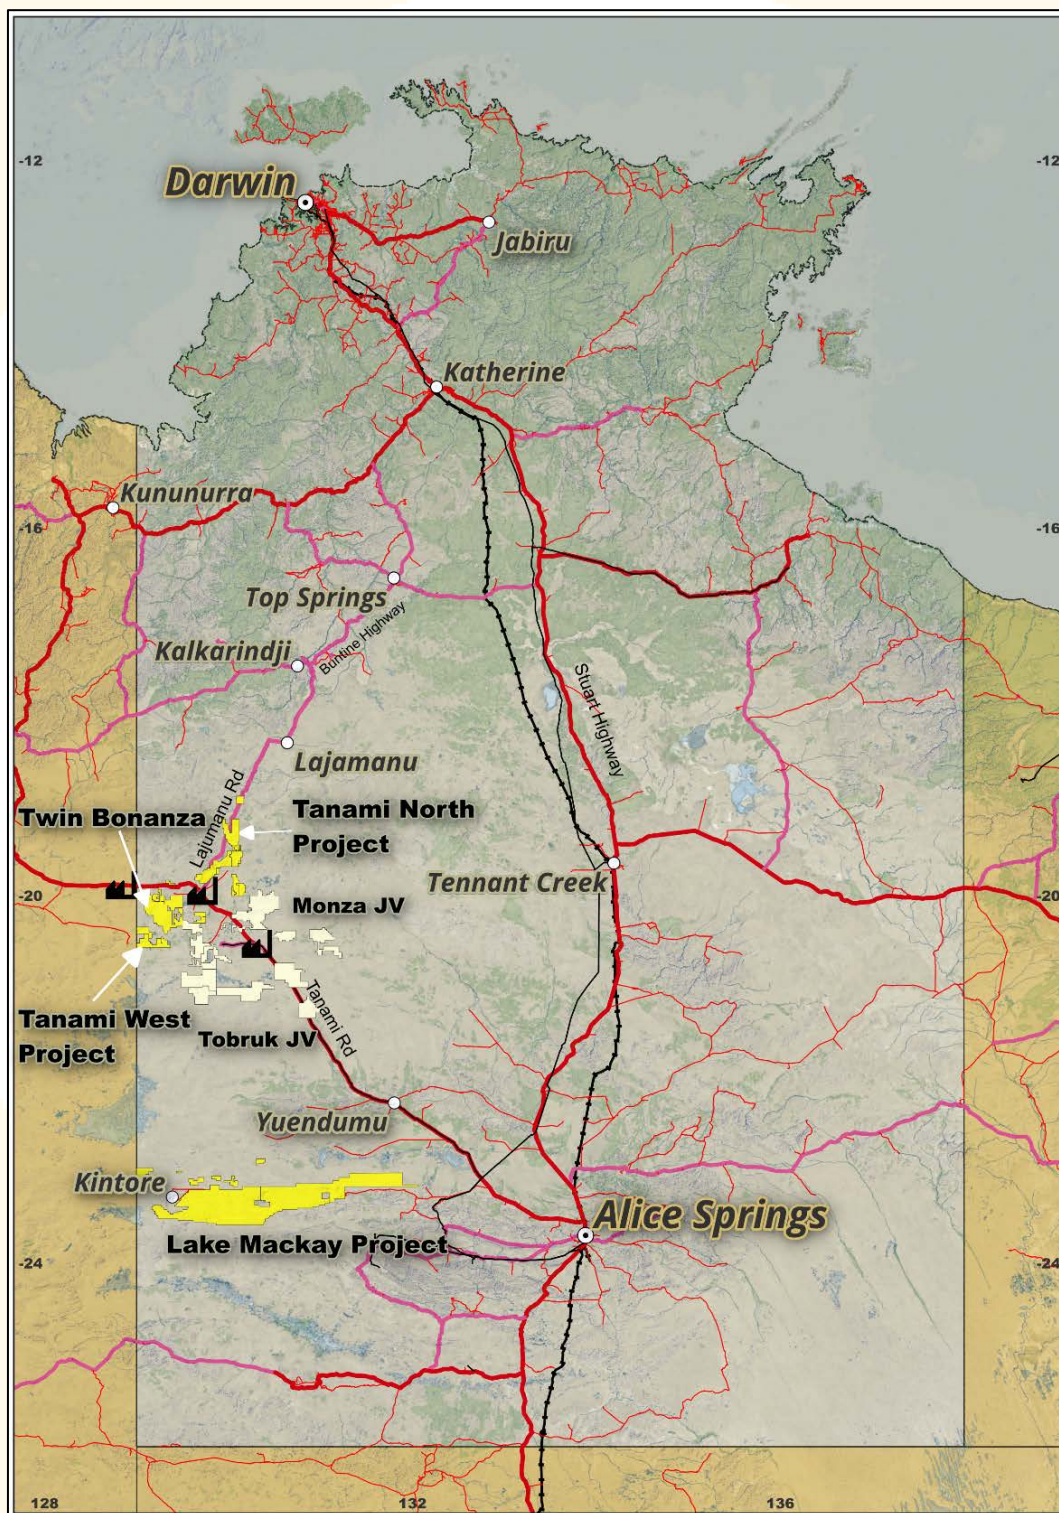 -12
-12
Darwin
Jabiru
Katherine
Kununurra
-16
-16
Top Springs
Buntine Highway
Kalkarindji
Stuart Highway
Lajamanu
Lajumanu Rd
Twin Bonanza
Tanami North
Project
Tennant Creek
-20
-20
Monza JV
Tanami West
Project
Tobruk JV
Tanami Rd
Yuendumu
Kintore
Alice Springs
Lake Mackay Project
-24
-24
128
132
136